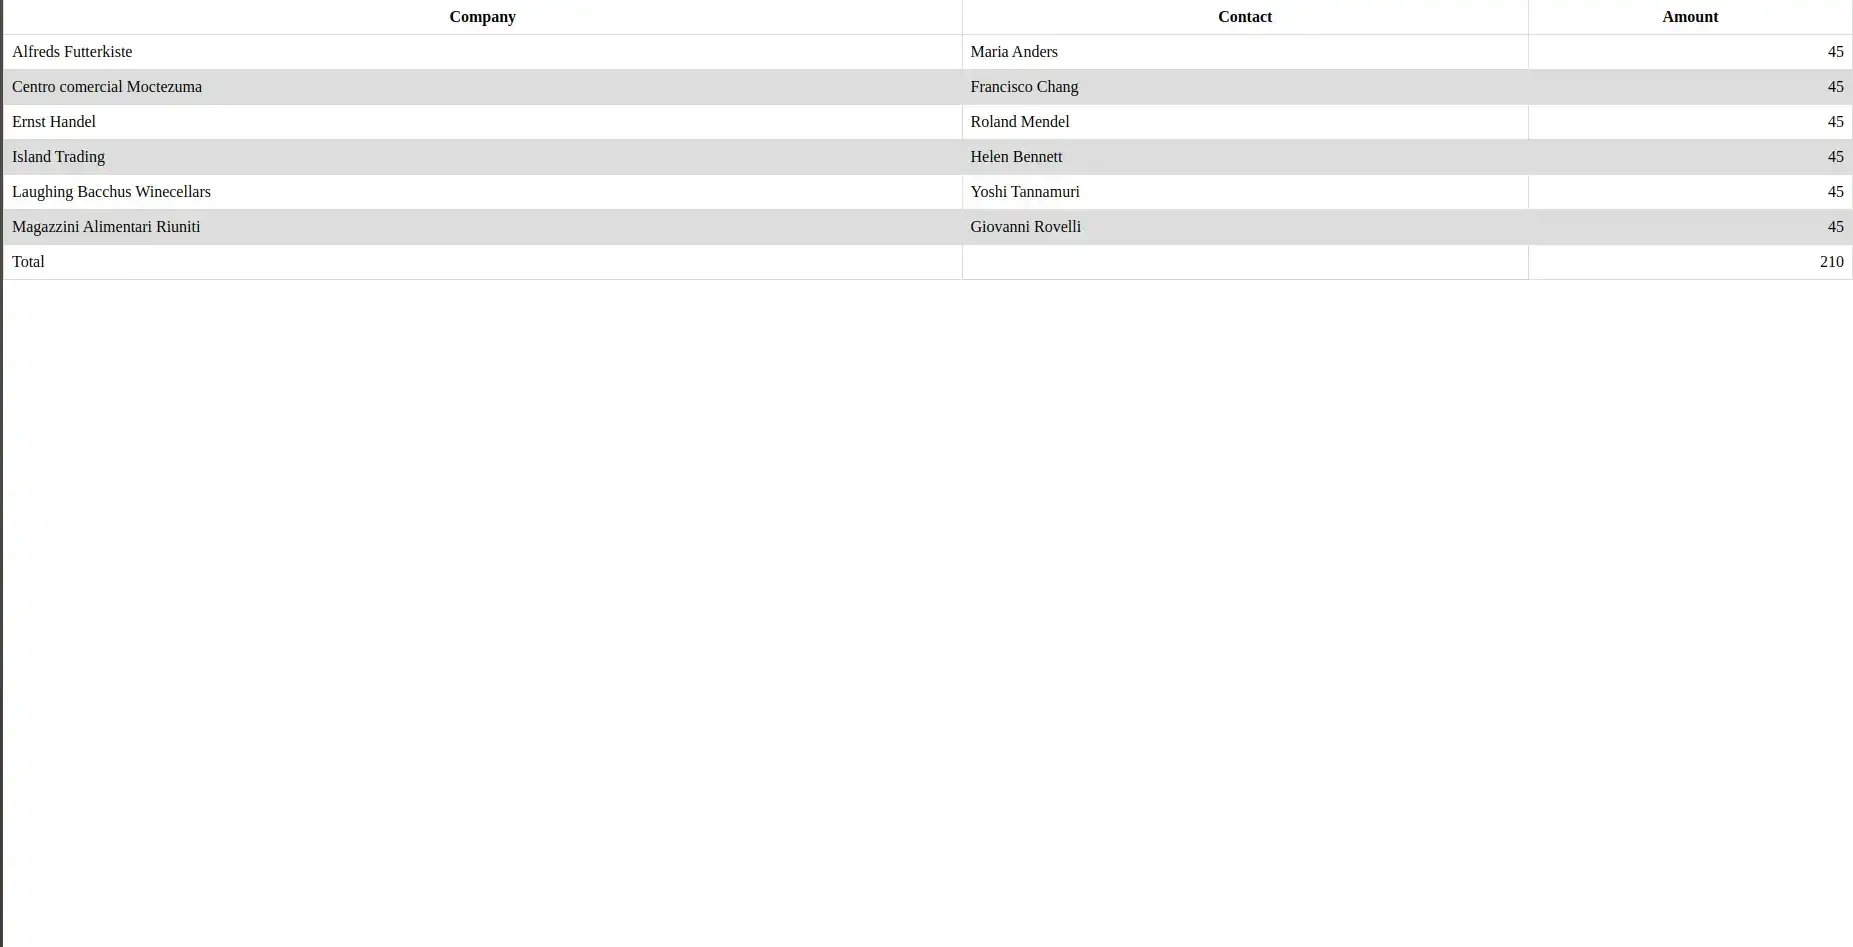 Company Contact Amount
Alfreds Futterkiste Maria Anders 45
Centro comercial Moctezuma Francisco Chang 45
Ernst Handel Roland Mendel 45
Island Trading Helen Bennett 45
Laughing Bacchus Winecellars Yoshi Tannamuri 45
Magazzini Alimentari Riuniti Giovanni Rovelli 45
Total 210